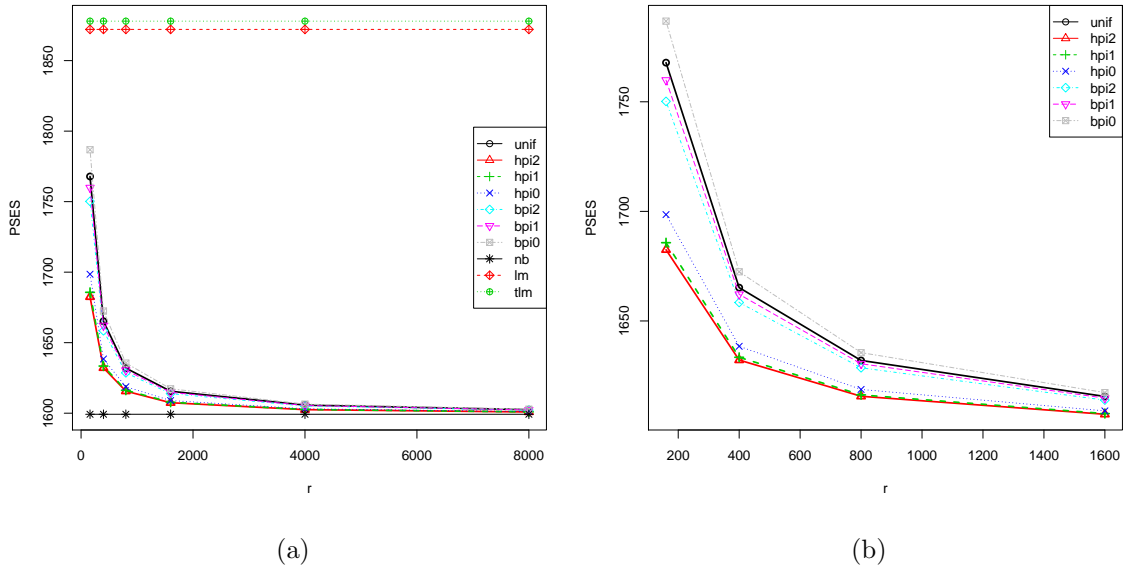 PSES
1850
1800
1750
1700
1650
1600
0
2000
4000
6000
8000
r
unif
hpi2
hpi1
hpi0
bpi2
bpi1
bpi0
nb
lm
tlm
(a)
PSES
1750
1700
1650
200
400
600
800
1000
1200
1400
1600
r
unif
hpi2
hpi1
hpi0
bpi2
bpi1
bpi0
(b)